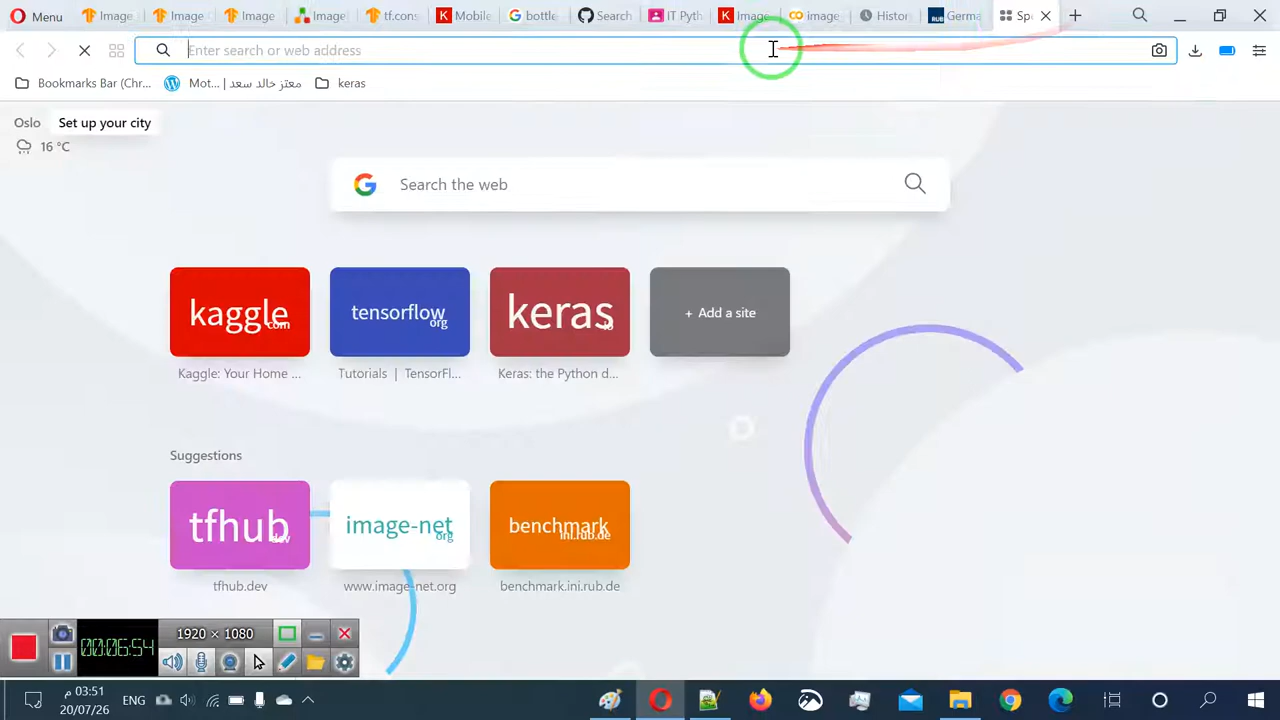 Menu
Image
Image
Image
Image
tf.cons
Mobile
bottle
Search
IT Pyth
Image
image
Histor
Germa
Spe
Enter search or web address
Bookmarks Bar (Chr...
Mot... | معتز خالد سعد
keras
Oslo
Set up your city
16 °C
Search the web
kaggle
com
tensorflow
org
keras
io
+ Add a site
Kaggle: Your Home ...
Tutorials | TensorFl...
Keras: the Python d...
Suggestions
tfhub
dev
image-net
org
benchmark
ini.rub.de
tfhub.dev
www.image-net.org
benchmark.ini.rub.de
00:06:54
1920 × 1080
03:51 م
20/07/26
ENG